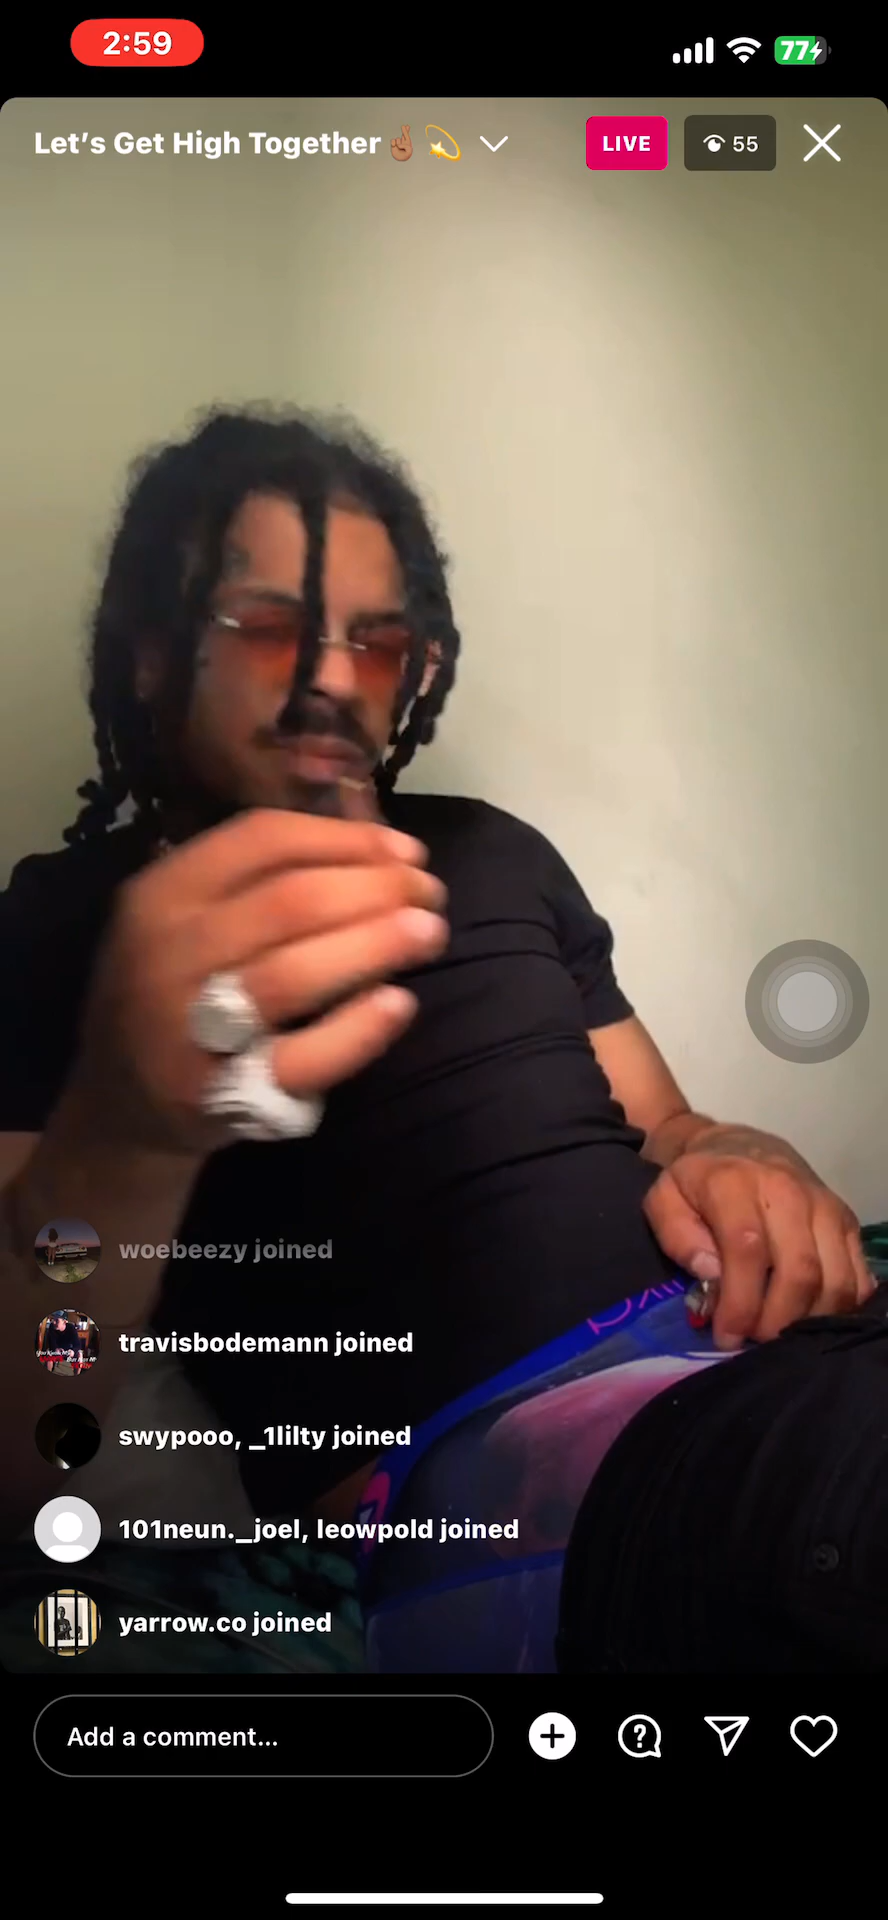 2:59
77
Let's Get High Together🤞🏽💫
LIVE
55
woebeezy joined
travisbodemann joined
swypooo, _1lilty joined
101neun._joel, leowpold joined
yarrow.co joined
Add a comment...